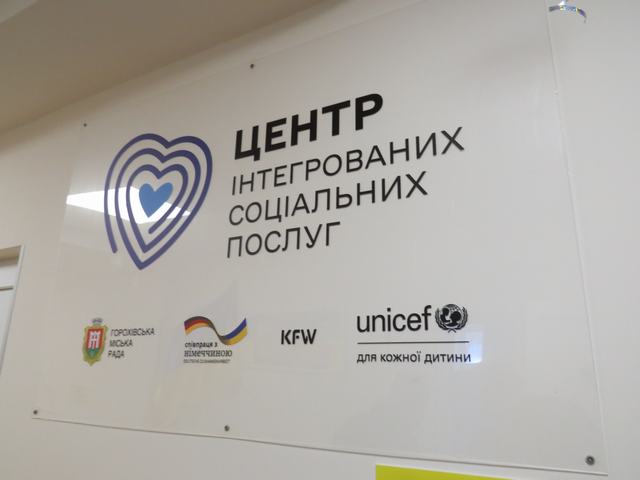 ЦЕНТР
ІНТЕГРОВАНИХ
СОЦІАЛЬНИХ
ПОСЛУГ
ГОРОХІВСЬКА
МІСЬКА
РАДА
співпраця з
німеччиною
KFW
unicef
для кожної дитини